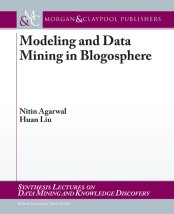 M&C
MORGAN & CLAYPOOL PUBLISHERS
Modeling and Data
Mining in Blogosphere
Nitin Agarwal
Huan Liu
SYNTHESIS LECTURES ON
DATA MINING AND KNOWLEDGE DISCOVERY